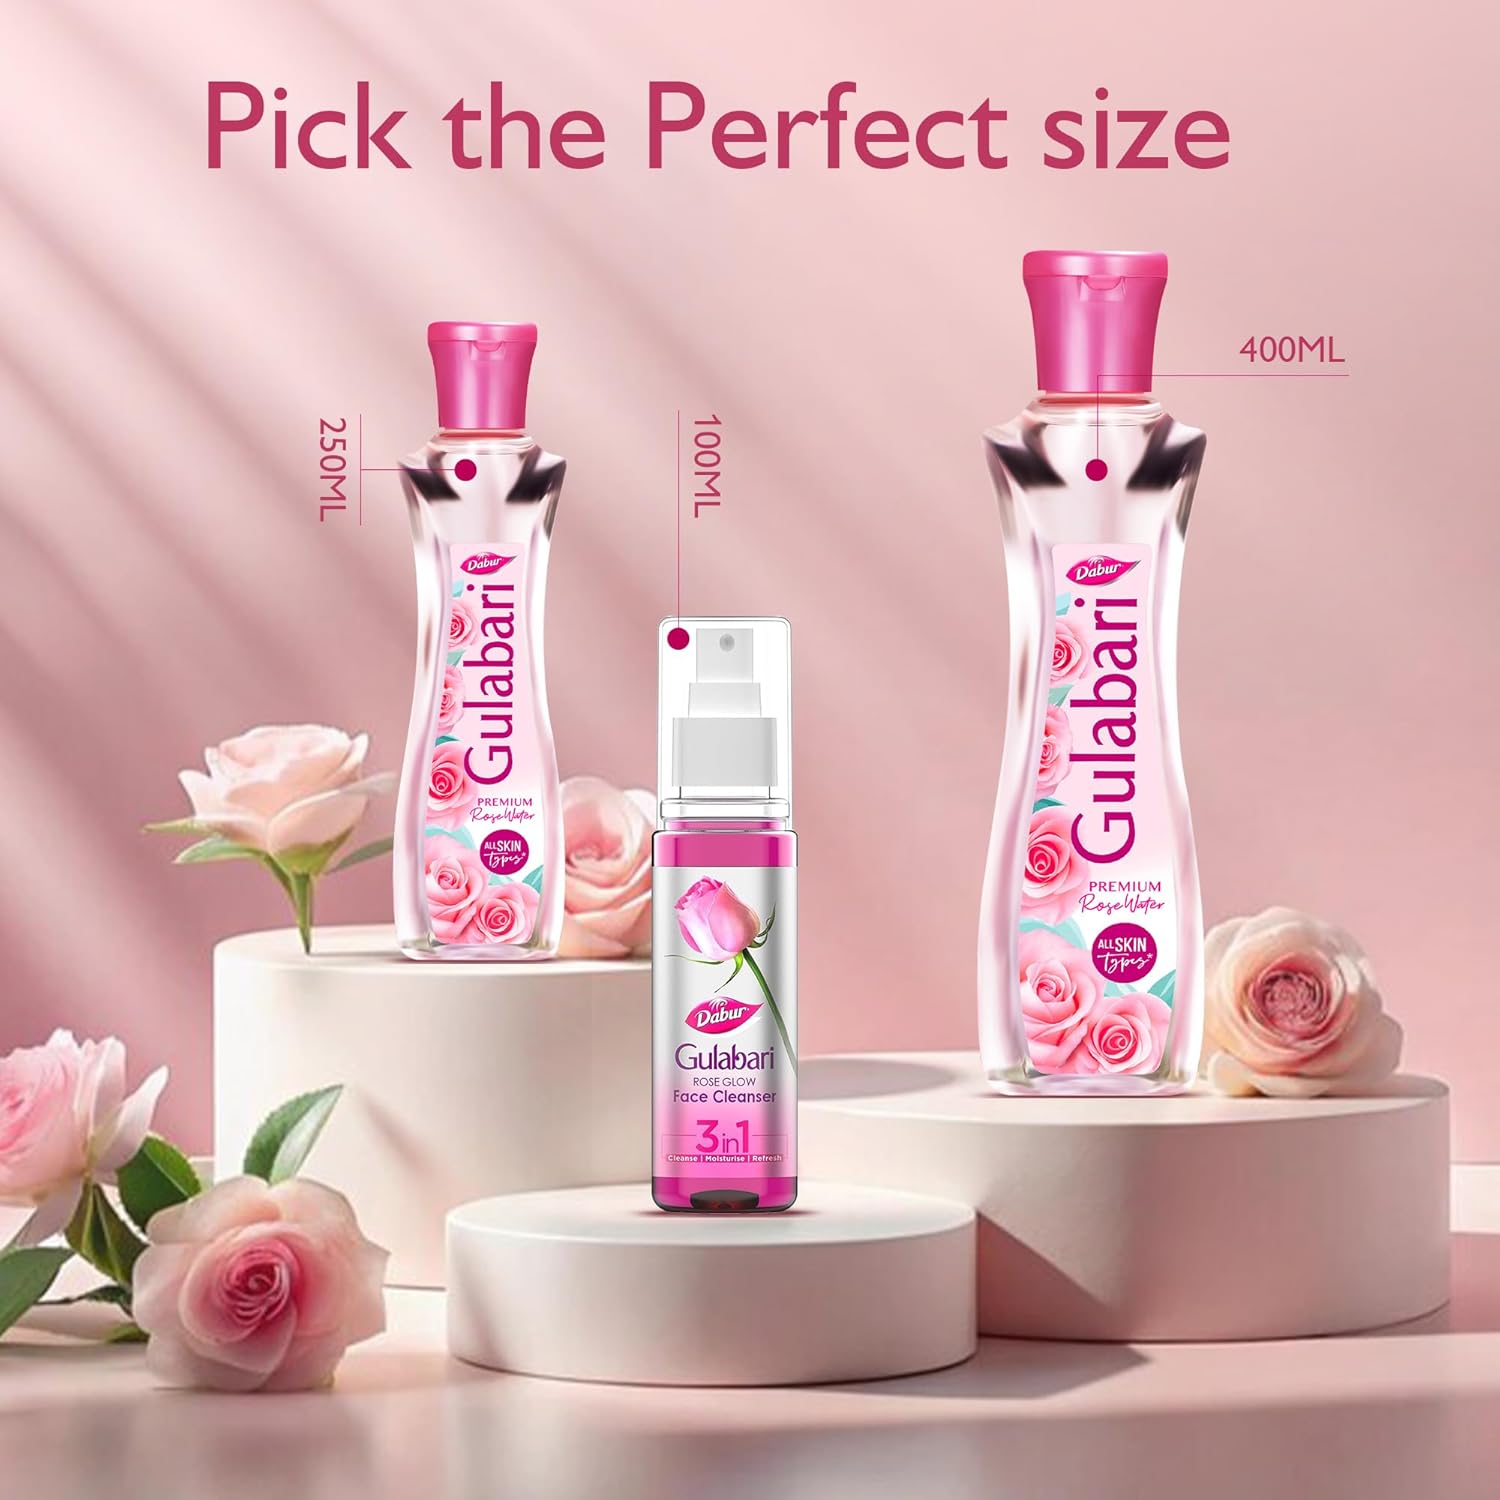 Pick the Perfect size
250ML
100ML
400ML
Dabur
Gulabari
PREMIUM
Rose Water
ALL SKIN
Types*
Dabur
Gulabari
ROSE GLOW
Face Cleanser
3in1
Cleanse | Moisturise | Refresh
Dabur
Gulabari
PREMIUM
Rose Water
ALL SKIN
Types*